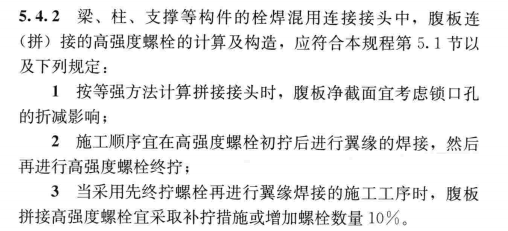 5.4.2 梁、柱、支撑等构件的栓焊混用连接接头中，腹板连
（拼）接的高强度螺栓的计算及构造，应符合本规程第 5.1 节以
及下列规定：
1 按等强方法计算拼接接头时，腹板净截面宜考虑锁口孔
的折减影响；
2 施工顺序宜在高强度螺栓初拧后进行翼缘的焊接，然后
再进行高强度螺栓终拧；
3 当采用先终拧螺栓再进行翼缘焊接的施工工序时，腹板
拼接高强度螺栓宜采取补拧措施或增加螺栓数量 10％。